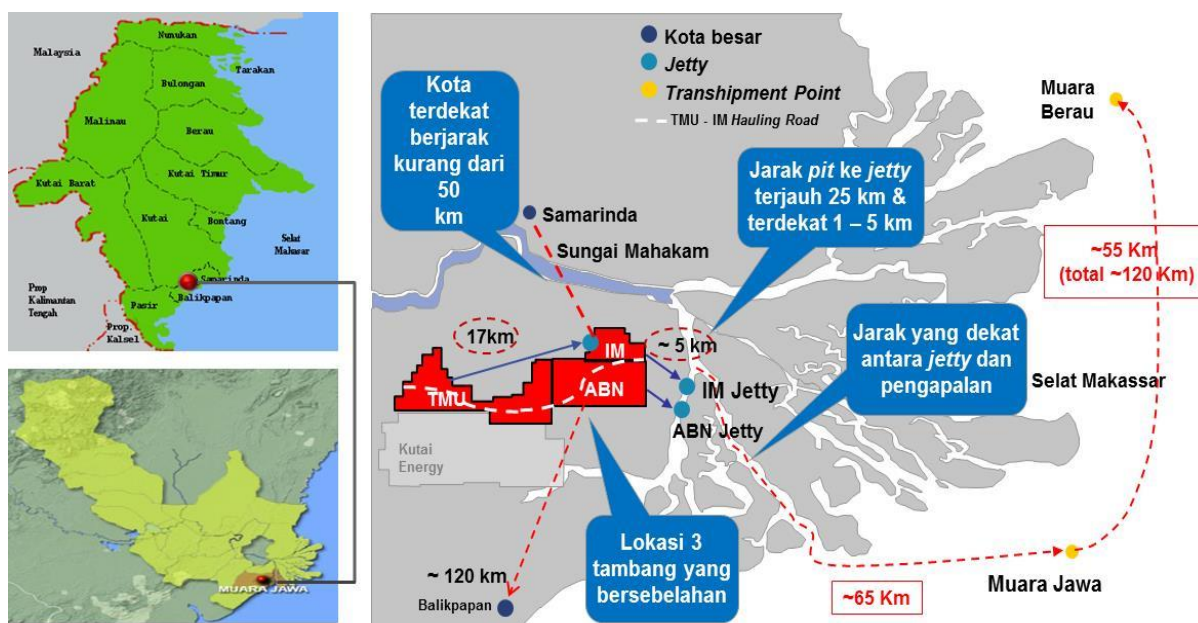 Malaysia
Nunukan
Tarakan
Bulongan
Malinau
Berau
Kutai Barat
Kutai Timur
Kutai
Bontang
Selat
Makasar
Samarinda
Balikpapan
Pasir
Prop
Kalimantan
Tengah
Prop.
Kalsel
MUARA JAWA
Kota besar
Jetty
Transhipment Point
TMU - IM Hauling Road
Kota
terdekat
berjarak
kurang dari
50
km
Samarinda
Sungai Mahakam
Jarak pit ke jetty
terjauh 25 km &
terdekat 1 – 5 km
Muara
Berau
~55 Km
(total ~120 Km)
17km
IM
~ 5 km
TMU
ABN
IM Jetty
ABN Jetty
Kutai
Energy
Jarak yang dekat
antara jetty dan
pengapalan
Selat Makassar
Lokasi 3
tambang yang
bersebelahan
~ 120 km
Balikpapan
~65 Km
Muara Jawa